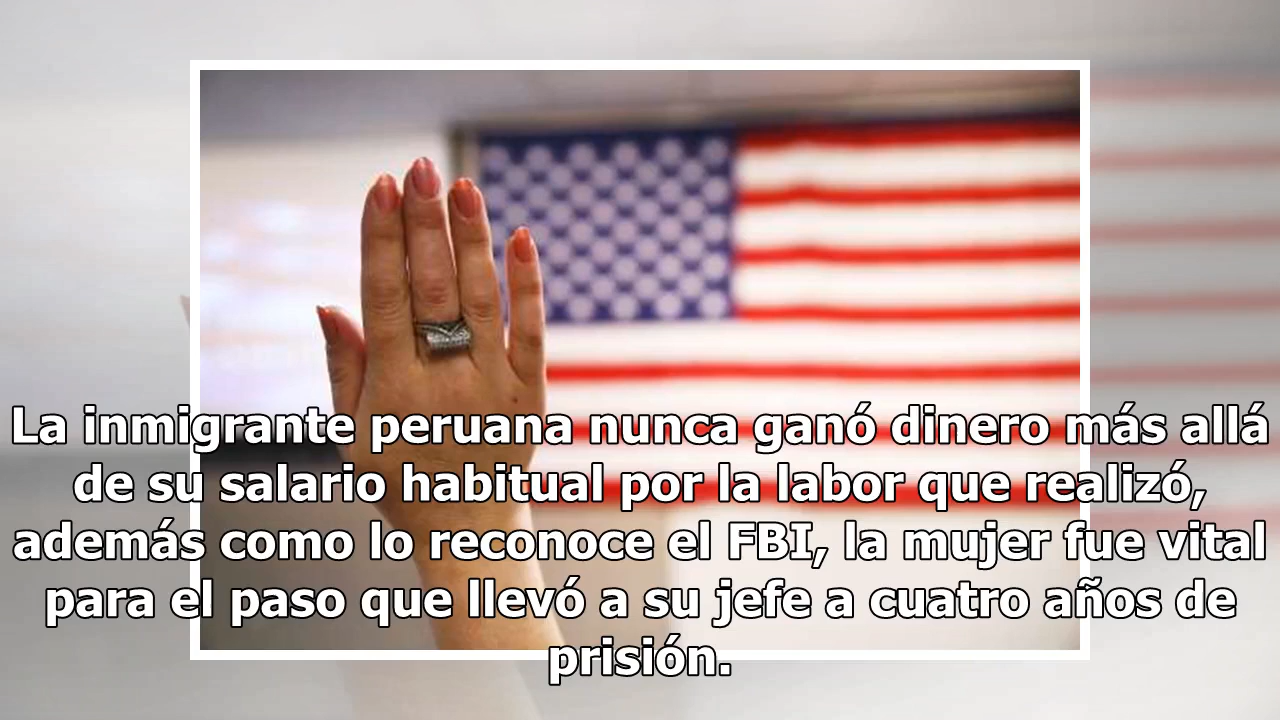 La inmigrante peruana nunca ganó dinero más allá
de su salario habitual por la labor que realizó,
además como lo reconoce el FBI, la mujer fue vital
para el paso que llevó a su jefe a cuatro años de
prisión.